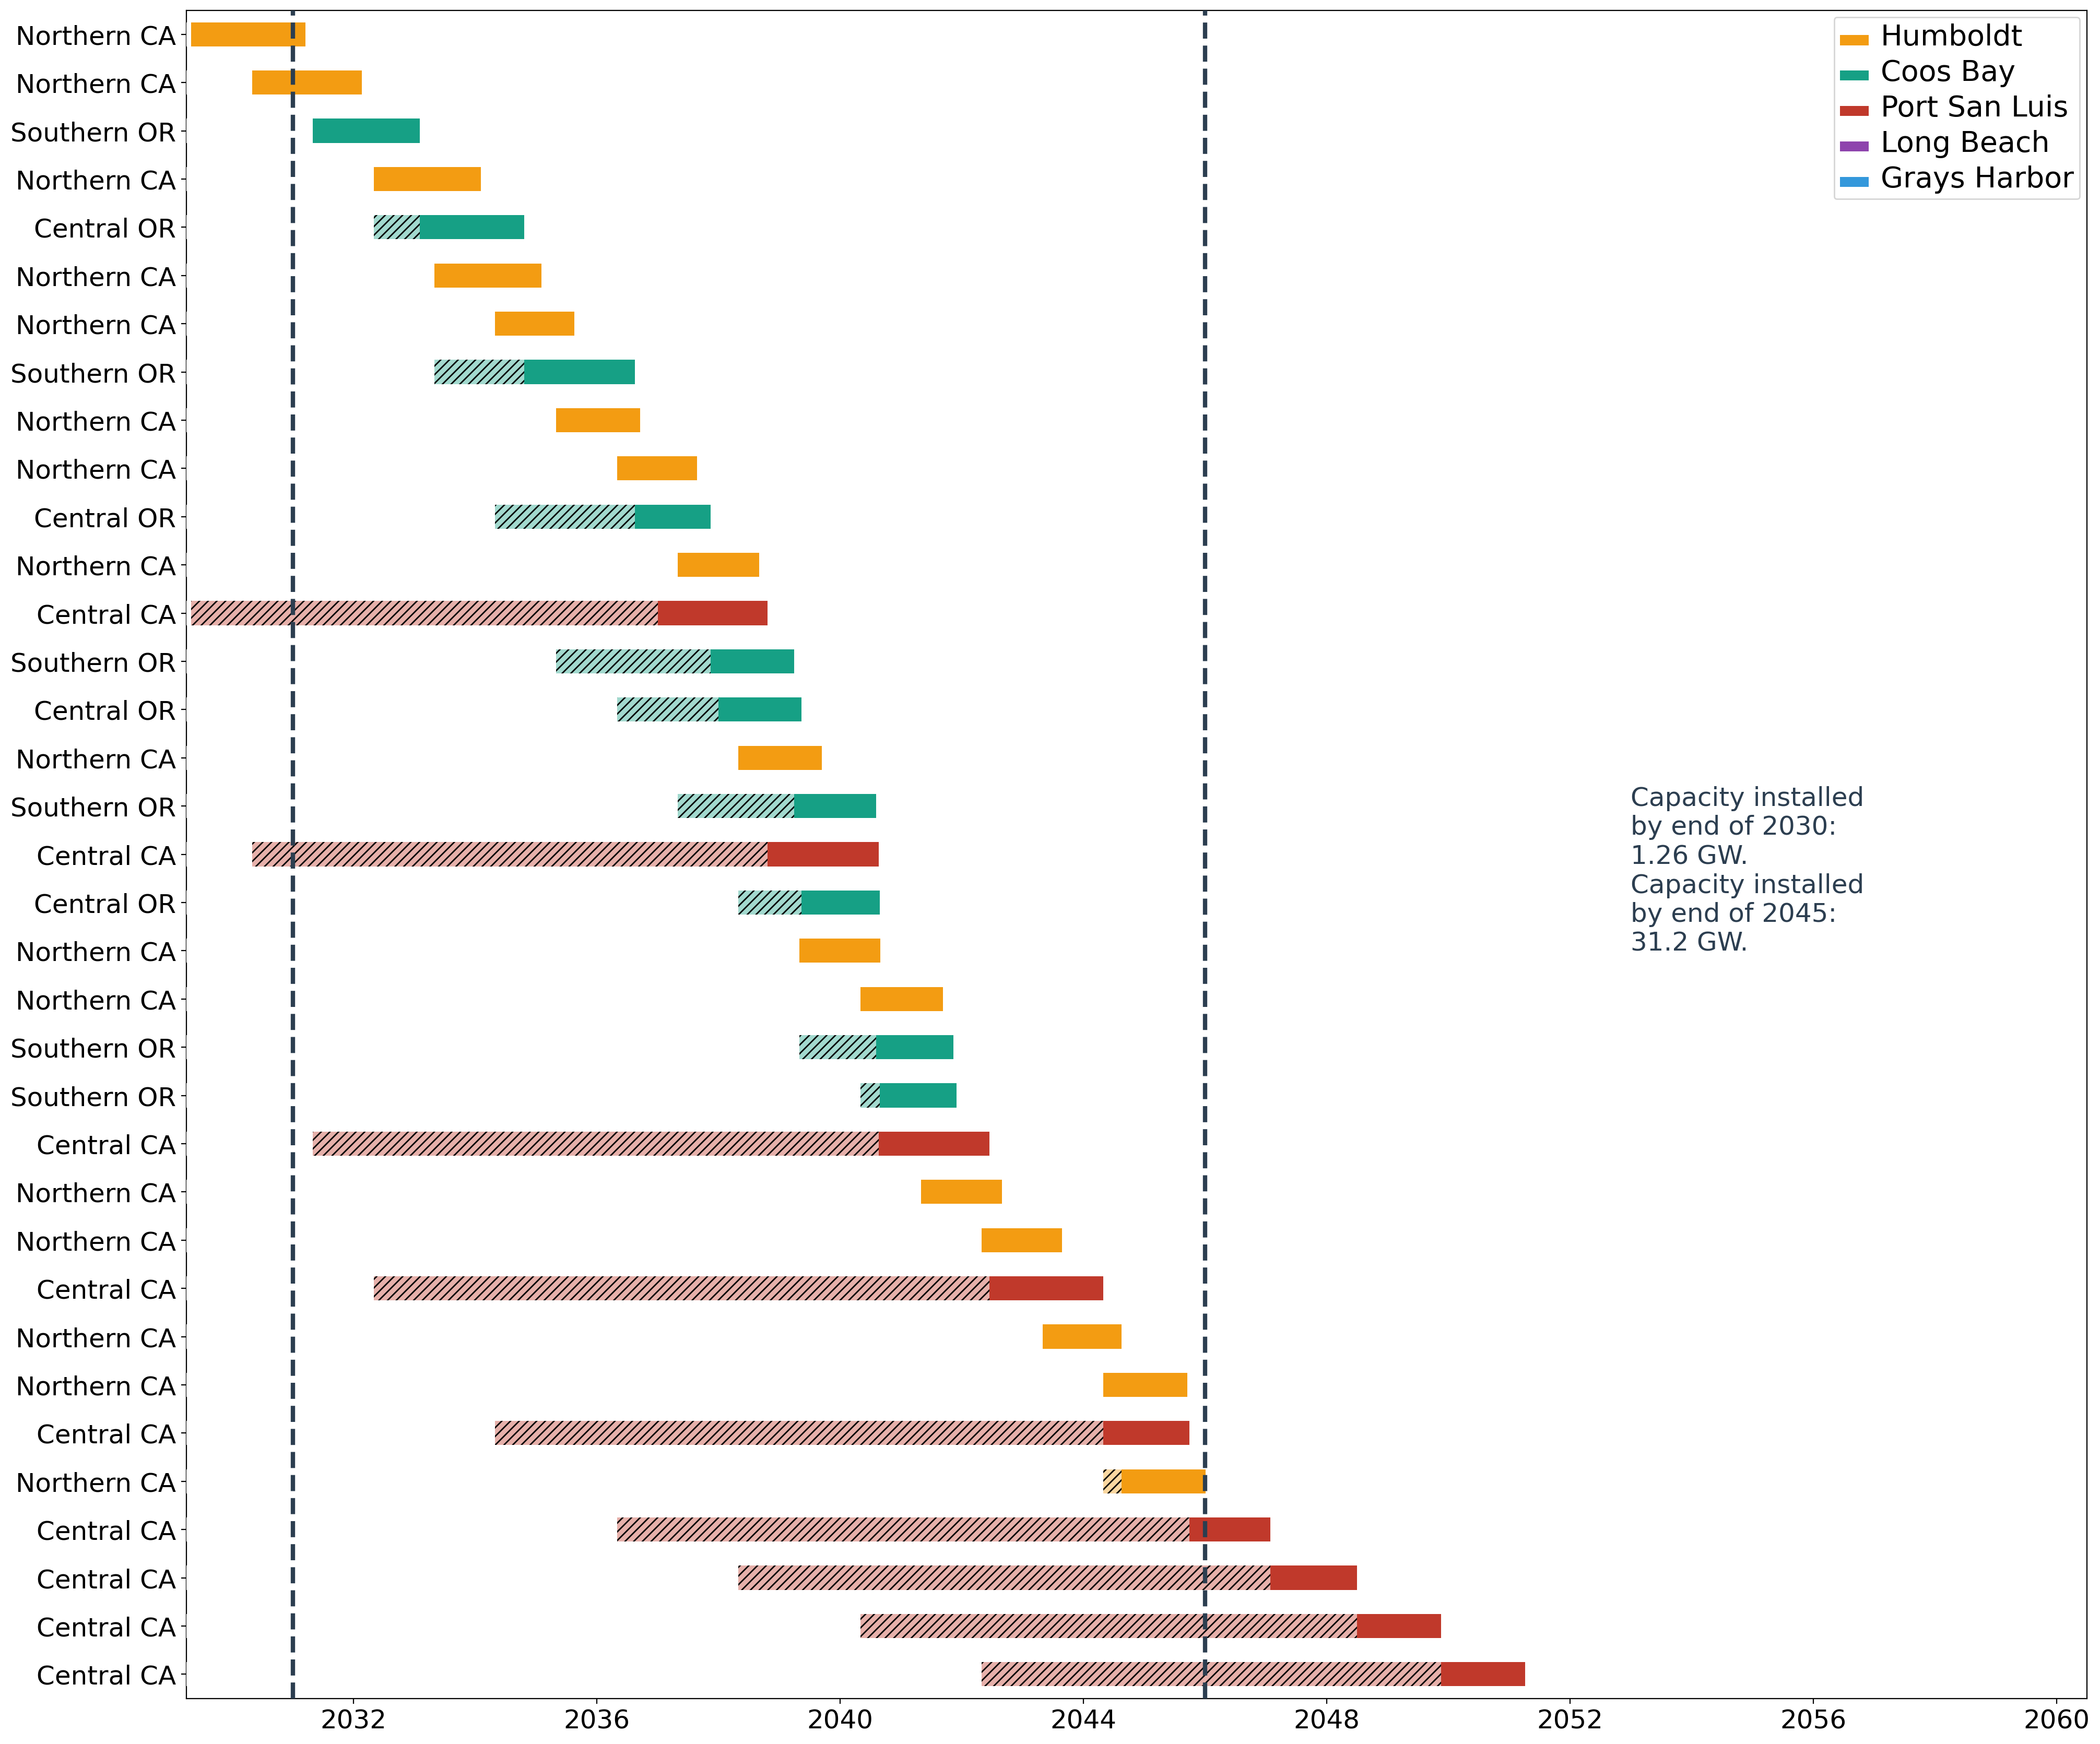 Northern CA
Northern CA
Southern OR
Northern CA
Central OR
Northern CA
Northern CA
Southern OR
Northern CA
Northern CA
Central OR
Northern CA
Central CA
Southern OR
Central OR
Northern CA
Southern OR
Central CA
Central OR
Northern CA
Northern CA
Southern OR
Southern OR
Central CA
Northern CA
Northern CA
Central CA
Northern CA
Northern CA
Central CA
Northern CA
Central CA
Central CA
Central CA
Central CA
Humboldt
Coos Bay
Port San Luis
Long Beach
Grays Harbor
Capacity installed
by end of 2030:
1.26 GW.
Capacity installed
by end of 2045:
31.2 GW.
2032 2036 2040 2044 2048 2052 2056 2060